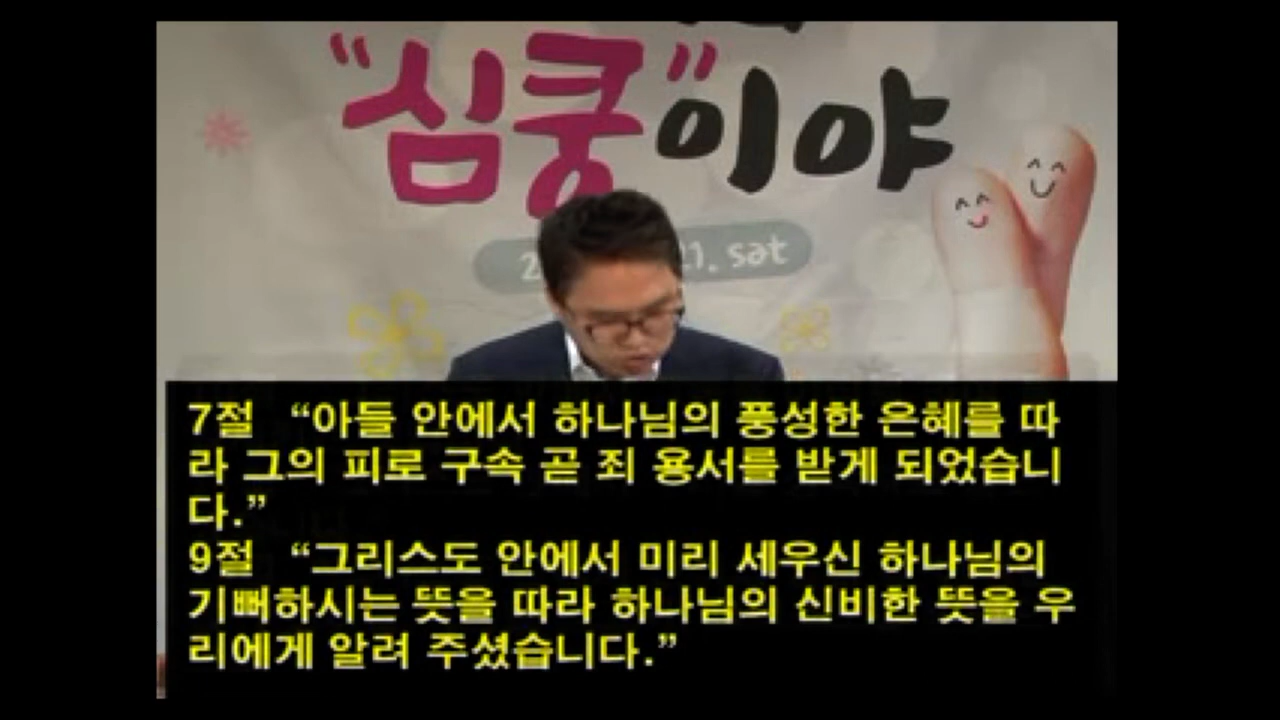 “심쿵”이야
21. sat
7절 “아들 안에서 하나님의 풍성한 은혜를 따
라 그의 피로 구속 곧 죄 용서를 받게 되었습니
다.”
9절 “그리스도 안에서 미리 세우신 하나님의
기뻐하시는 뜻을 따라 하나님의 신비한 뜻을 우
리에게 알려 주셨습니다.”